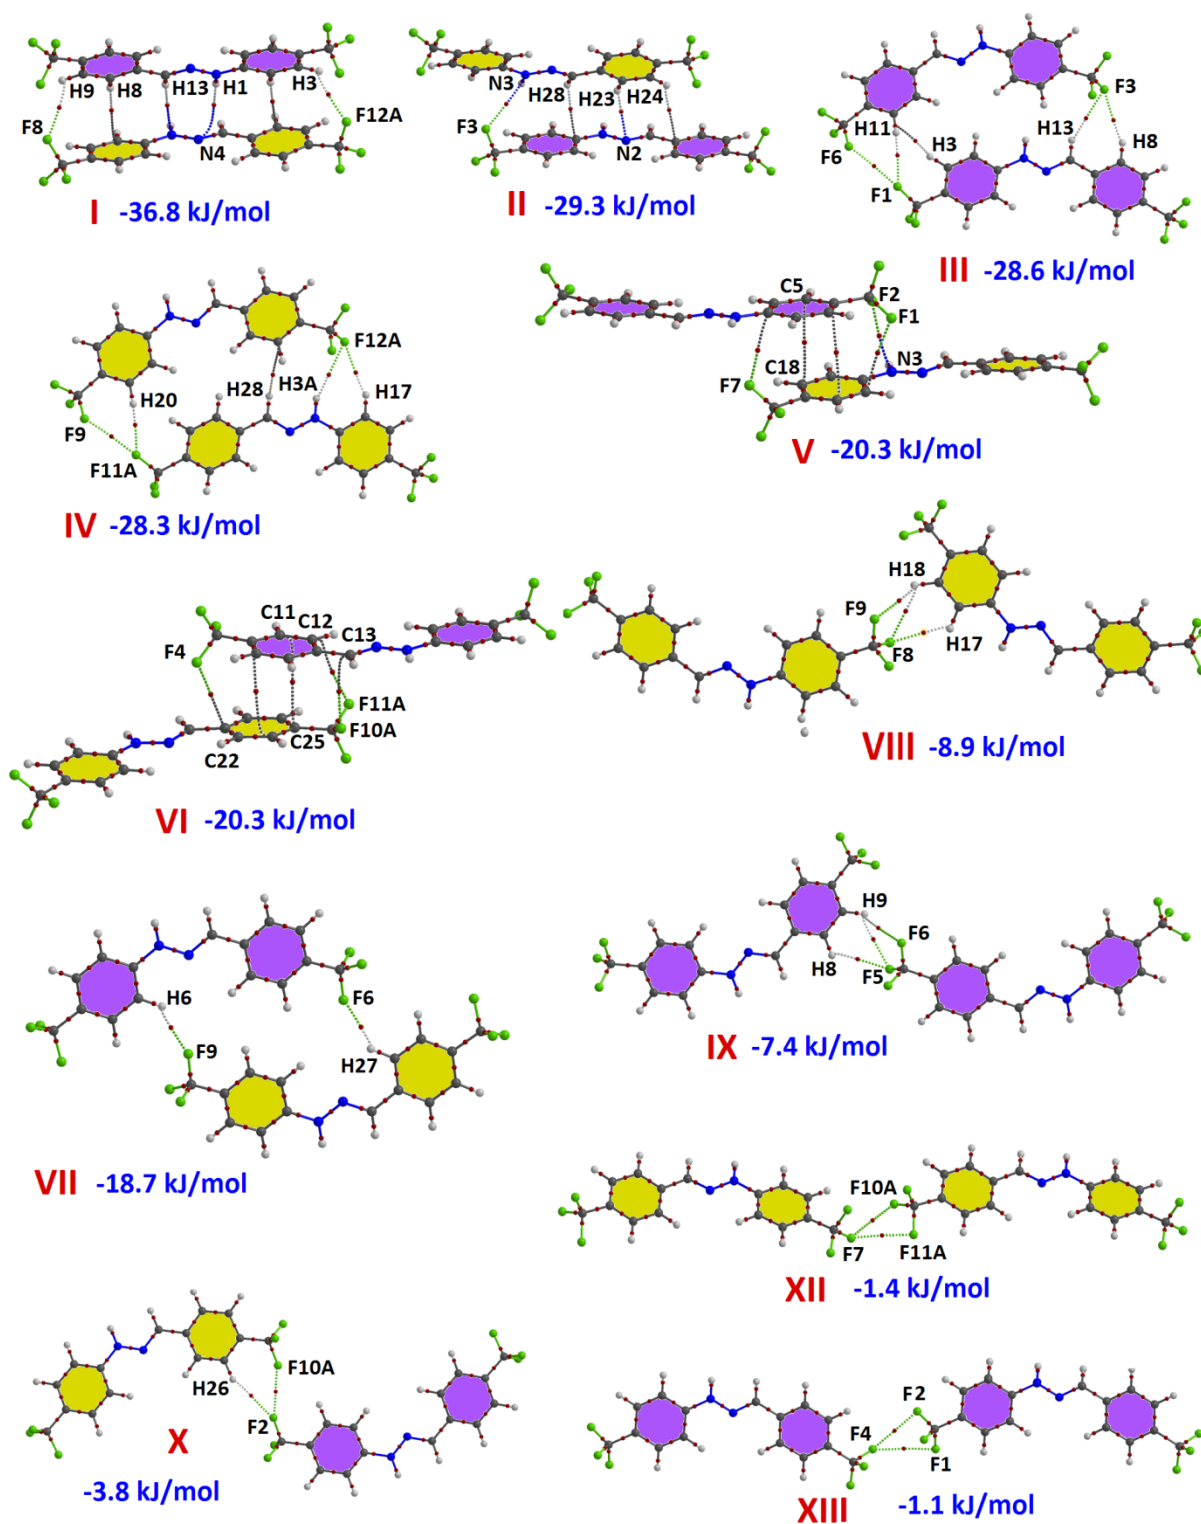 H9 H8 H13 H1 H3
F8 F12A
N4
I -36.8 kJ/mol
N3 H28 H23 H24
F3
N2
II -29.3 kJ/mol
F3
H11 H13 H8
F6 H3
F1
III -28.6 kJ/mol
F12A
H28 H3A H17
H20
F9
F11A
IV -28.3 kJ/mol
C5
F2
F1
N3
C18
F7
V -20.3 kJ/mol
C11
C12
C13
F4
F11A
F10A
C22 C25
VI -20.3 kJ/mol
H18
F9
F8 H17
VIII -8.9 kJ/mol
H6 F6
F9
H27
VII -18.7 kJ/mol
H9
F6
H8 F5
IX -7.4 kJ/mol
F10A
F7 F11A
XII -1.4 kJ/mol
F10A
H26
F2
X
-3.8 kJ/mol
F2
F4
F1
XIII -1.1 kJ/mol